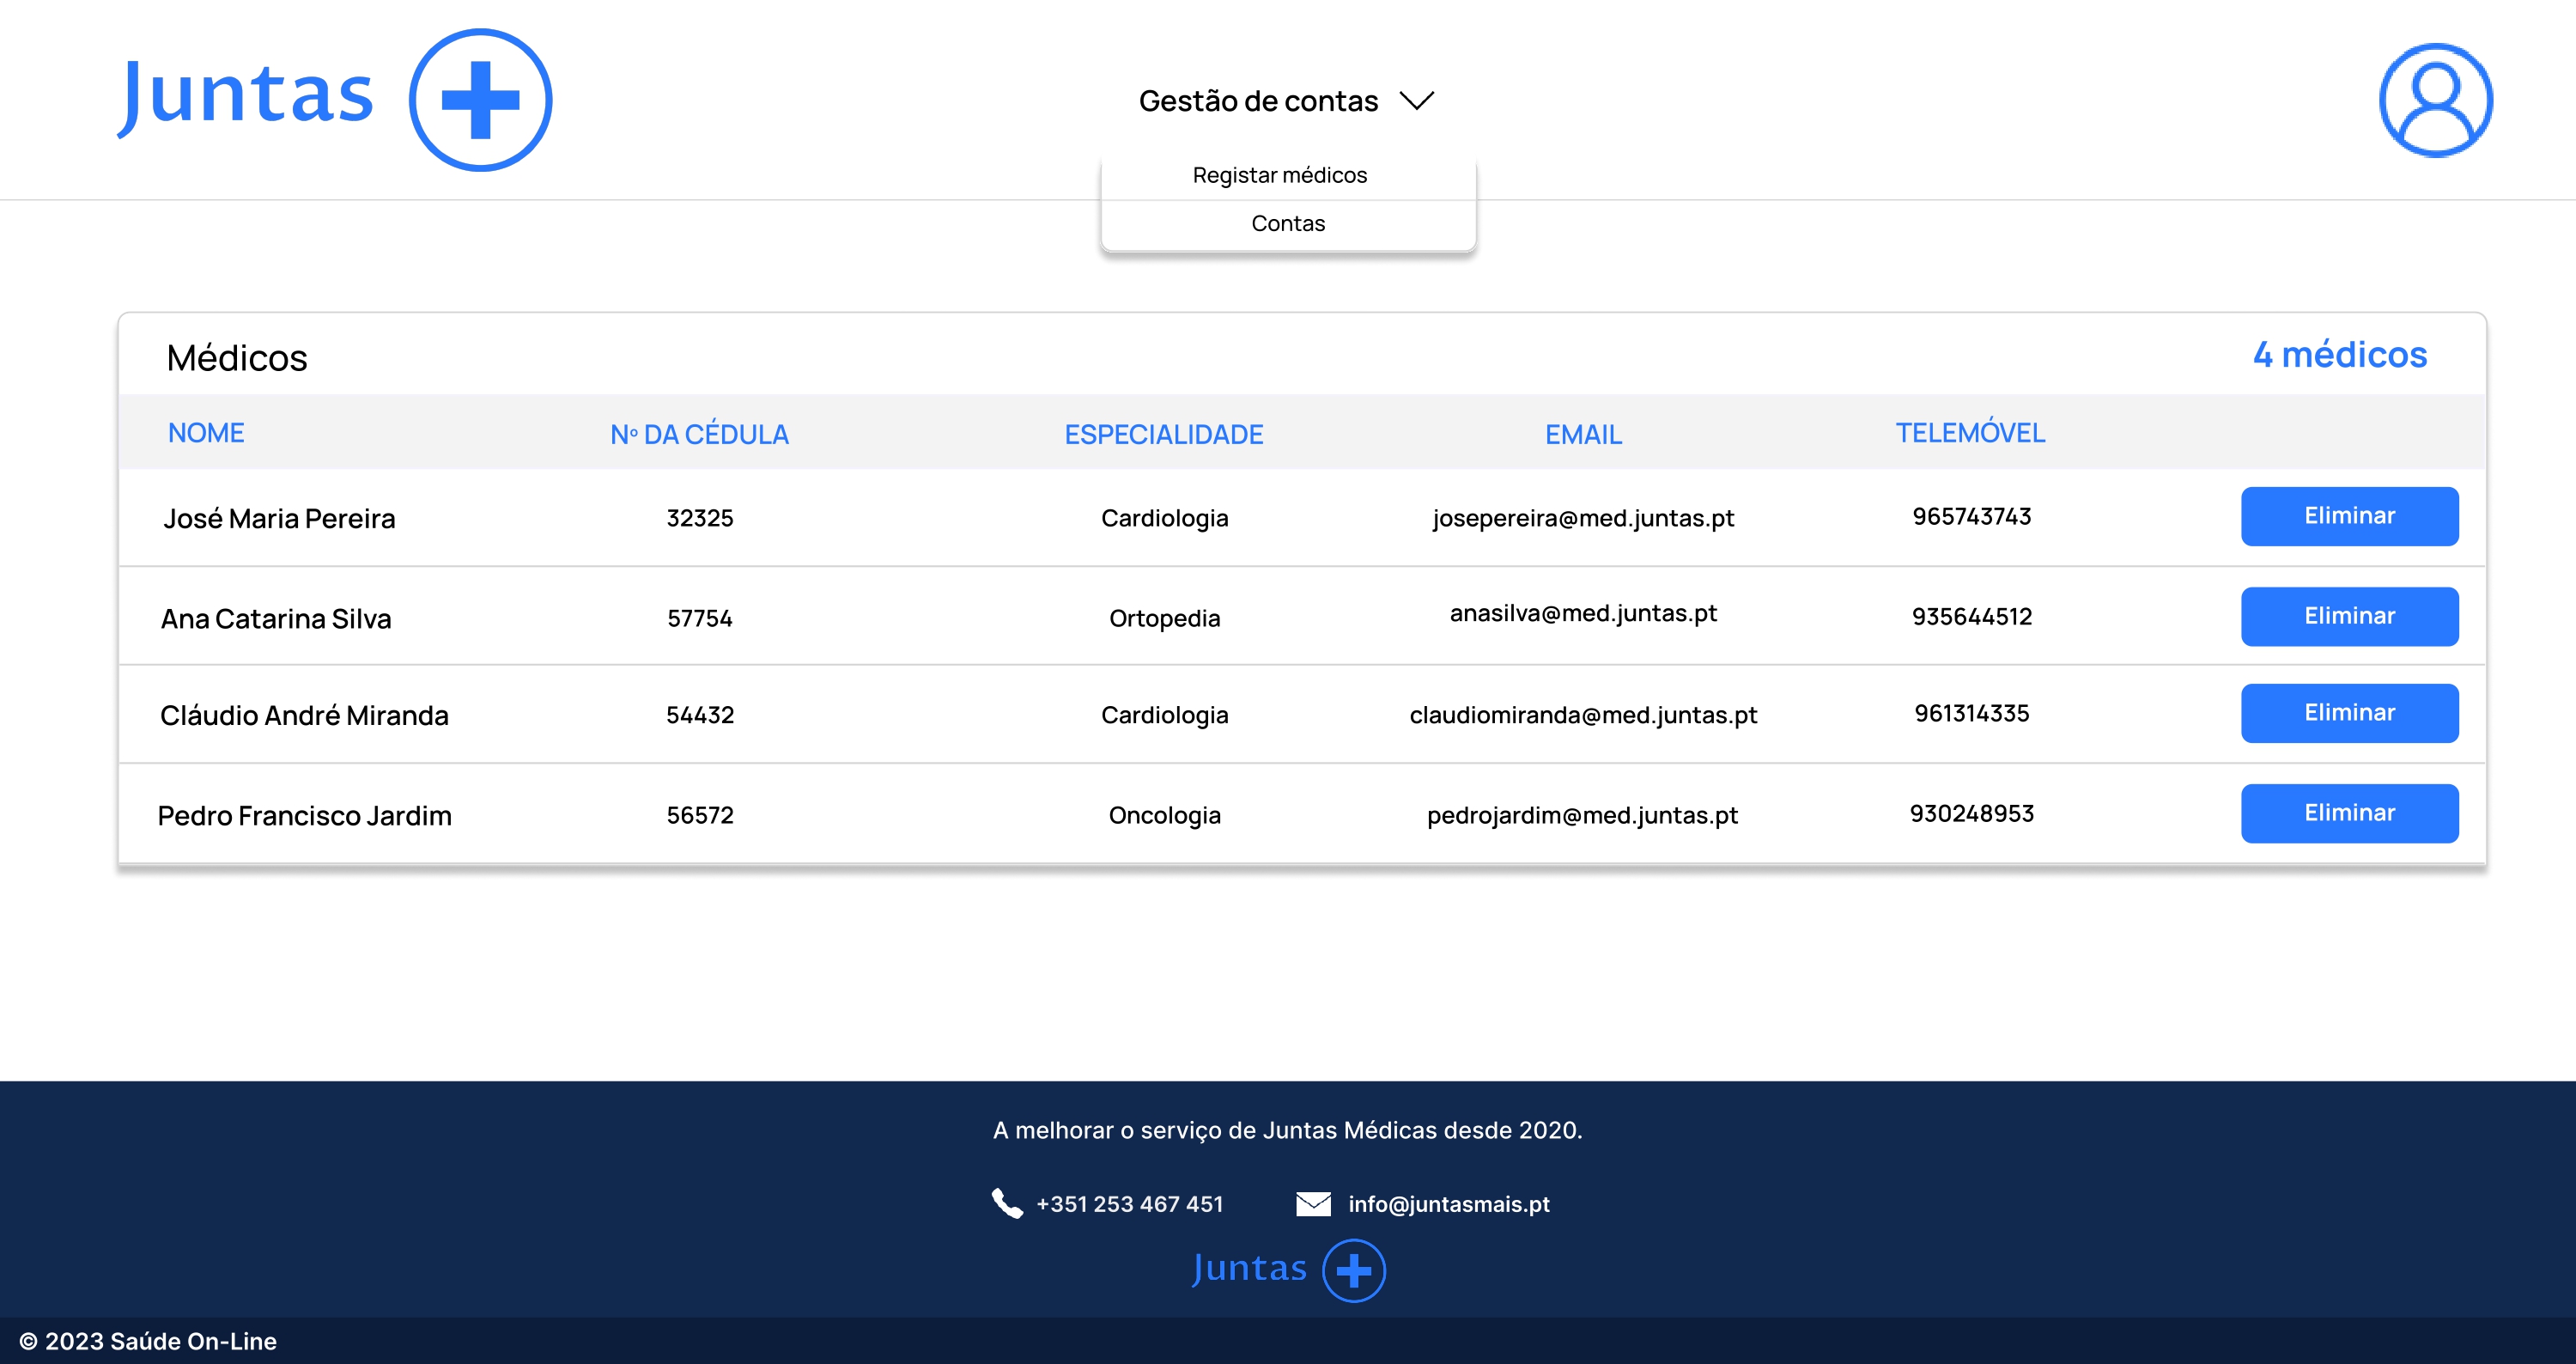 Juntas
Gestão de contas
Registar médicos
Contas
Médicos
4 médicos
NOME Nº DA CÉDULA ESPECIALIDADE EMAIL TELEMÓVEL
José Maria Pereira 32325 Cardiologia josepereira@med.juntas.pt 965743743 Eliminar
Ana Catarina Silva 57754 Ortopedia anasilva@med.juntas.pt 935644512 Eliminar
Cláudio André Miranda 54432 Cardiologia claudiomiranda@med.juntas.pt 961314335 Eliminar
Pedro Francisco Jardim 56572 Oncologia pedrojardim@med.juntas.pt 930248953 Eliminar
A melhorar o serviço de Juntas Médicas desde 2020.
+351 253 467 451 info@juntasmais.pt
Juntas
© 2023 Saúde On-Line